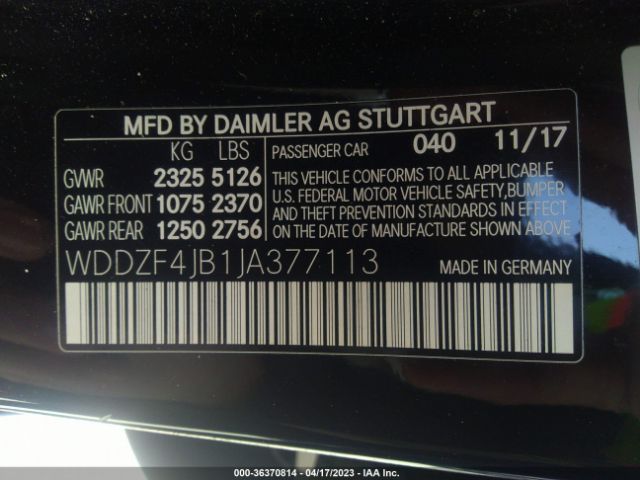 MFD BY DAIMLER AG STUTTGART
KG LBS PASSENGER CAR 040 11/17
GVWR 2325 5126
GAWR FRONT 1075 2370
GAWR REAR 1250 2756
THIS VEHICLE CONFORMS TO ALL APPLICABLE
U.S. FEDERAL MOTOR VEHICLE SAFETY,BUMPER
AND THEFT PREVENTION STANDARDS IN EFFECT
ON THE DATE OF MANUFACTURE SHOWN ABOVE
WDDZF4JB1JA377113 MADE IN GERMANY
000-36370814 - 04/17/2023 - IAA Inc.